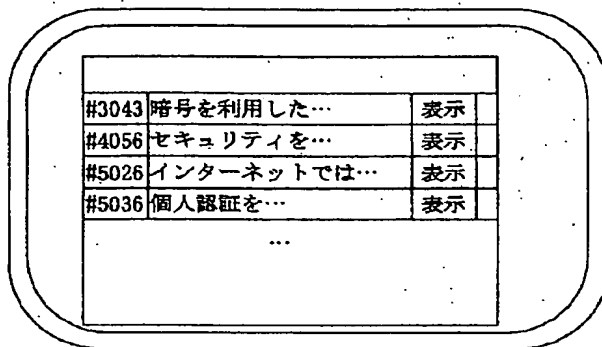 #3043 暗号を利用した… 表示
#4056 セキュリティを… 表示
#5026 インターネットでは… 表示
#5036 個人認証を… 表示
…